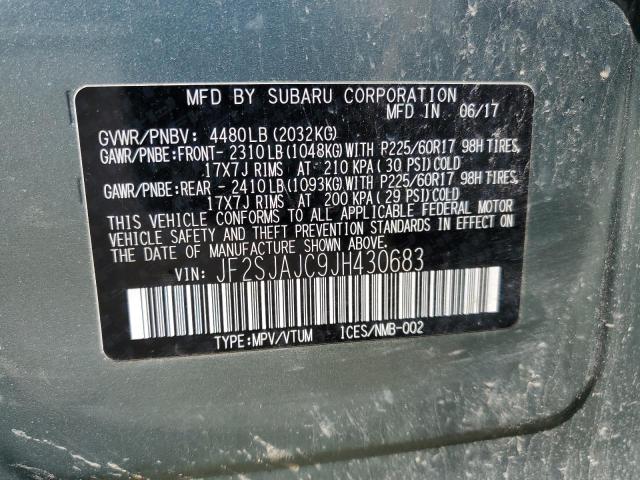 MFD BY SUBARU CORPORATION
MFD IN 06/17
GVWR/PNBV: 4480LB(2032KG)
GAWR/PNBE:FRONT- 2310LB(1048KG)WITH P225/60R17 98H TIRES,
17X7J RIMS AT 210 KPA(30 PSI)COLD
GAWR/PNBE:REAR - 2410LB(1093KG)WITH P225/60R17 98H TIRES,
17X7J RIMS AT 200 KPA(29 PSI)COLD
THIS VEHICLE CONFORMS TO ALL APPLICABLE FEDERAL MOTOR
VEHICLE SAFETY AND THEFT PREVENTION STANDARDS IN EFFECT ON
THE DATE OF MANUFACTURE SHOWN ABOVE.
VIN: JF2SJAJC9JH430683
TYPE:MPV/VTUM ICES/NMB-002